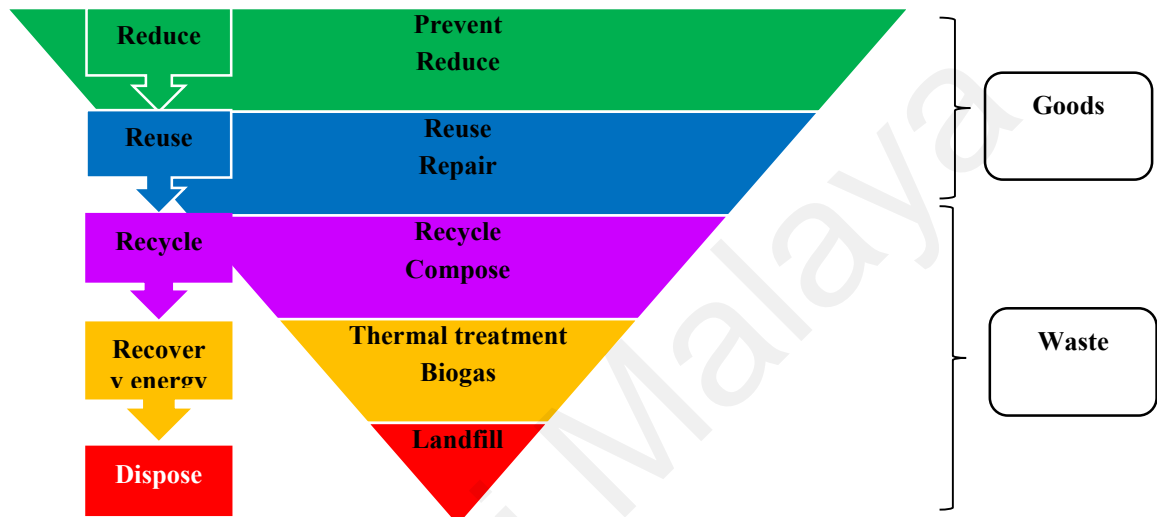 Reduce
Prevent
Reduce
Goods
Reuse
Reuse
Repair
Recycle
Recycle
Compose
Recover
y energy
Thermal treatment
Biogas
Waste
Landfill
Dispose
Malaya